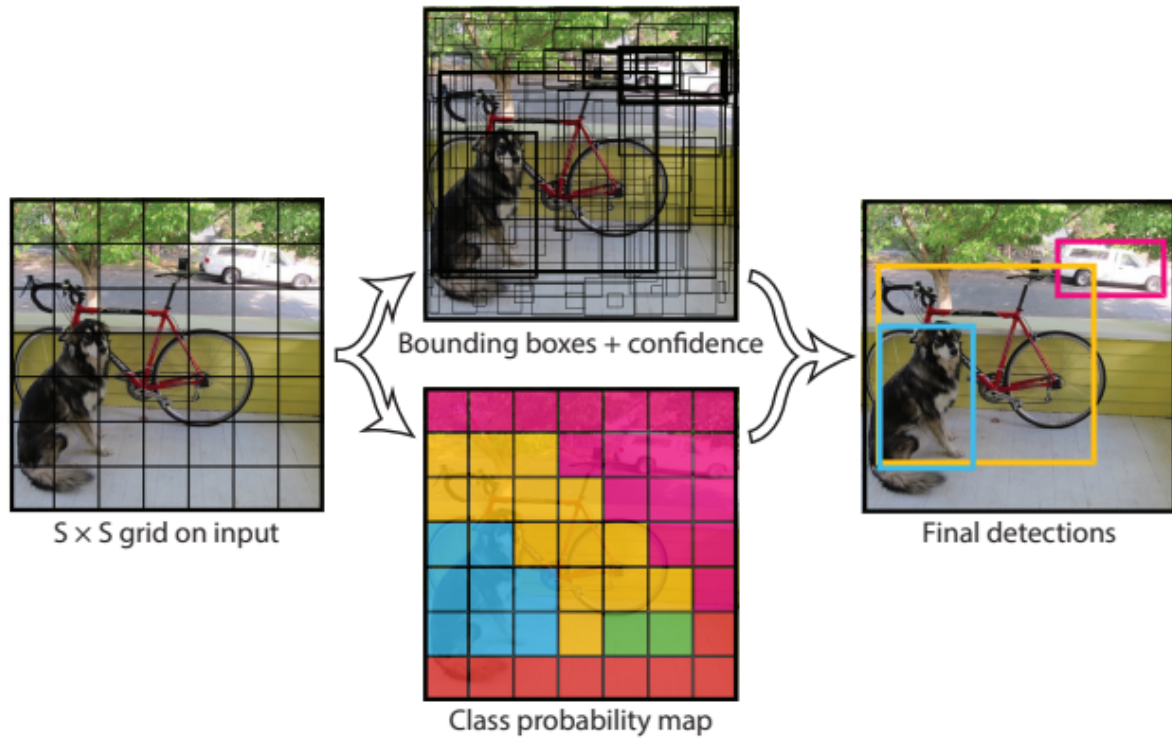 Bounding boxes + confidence
S × S grid on input
Final detections
Class probability map